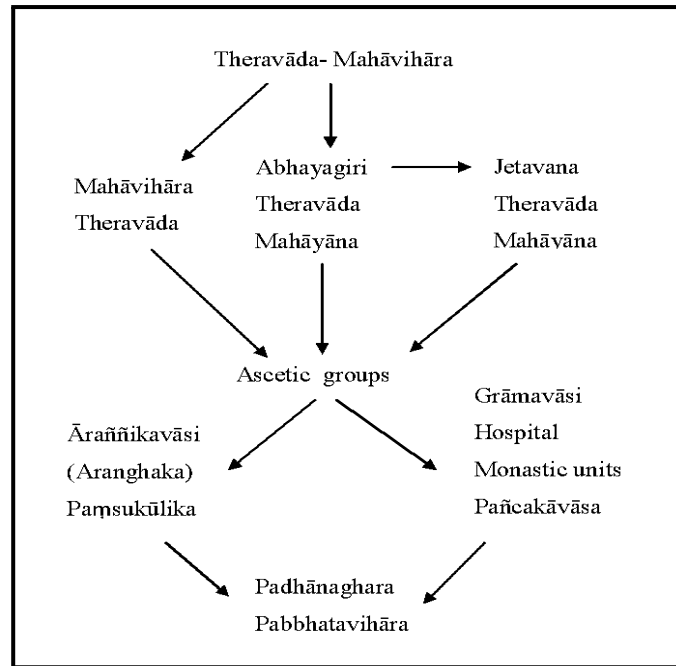 Theravāda- Mahāvihāra
Mahāvihāra
Theravāda
Abhayagiri
Theravāda
Mahāyāna
Jetavana
Theravāda
Mahāyāna
Ascetic groups
Āraññikavāsi
(Aranghaka)
Paṃsukūlika
Grāmavāsi
Hospital
Monastic units
Pañcakāvāsa
Padhānaghara
Pabbhatavihāra